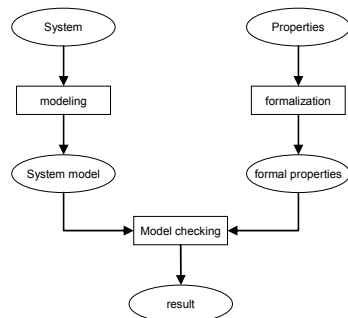 System
Properties
modeling
formalization
System model
formal properties
Model checking
result